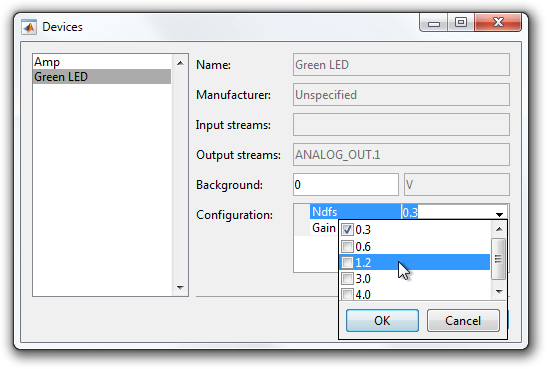 Devices
Amp
Green LED
Name: Green LED
Manufacturer: Unspecified
Input streams:
Output streams: ANALOG_OUT.1
Background: 0 V
Configuration: Ndfs 0.3
Gain
0.3
0.6
1.2
3.0
4.0
OK Cancel